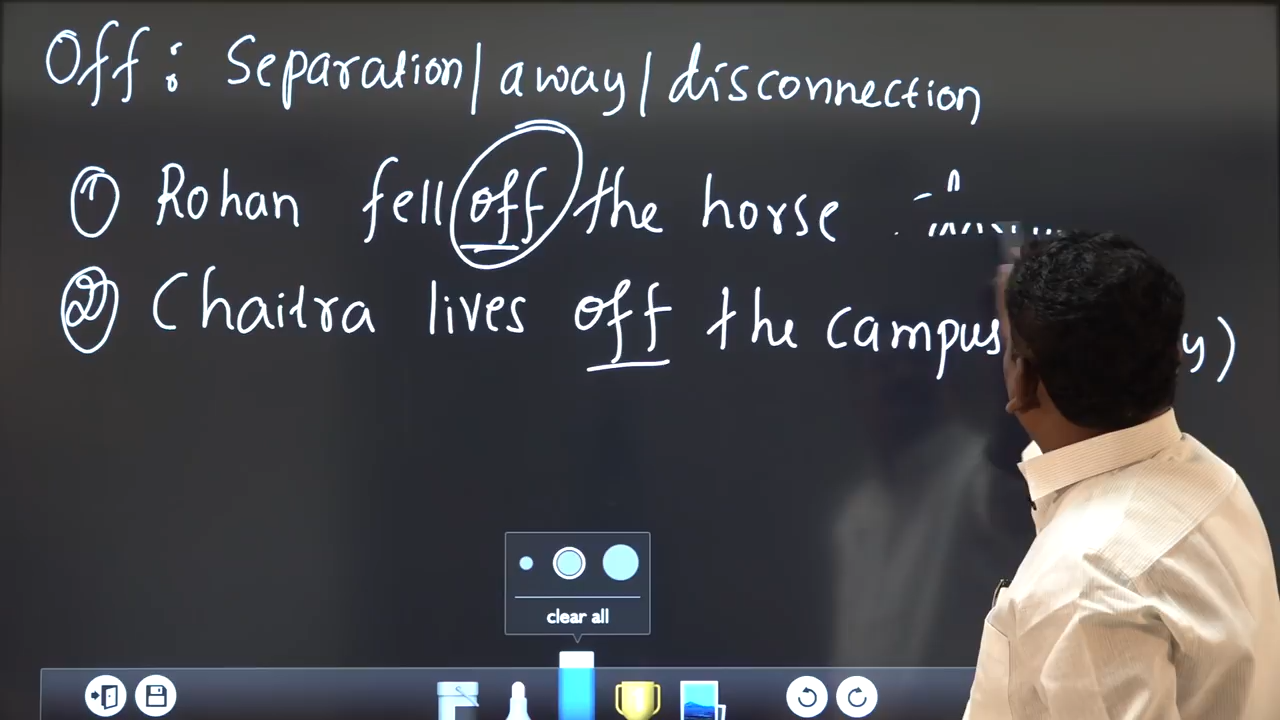 Off : Separation/away/disconnection
① Rohan fell off the horse
② Chaitra lives off the campus y)
clear all